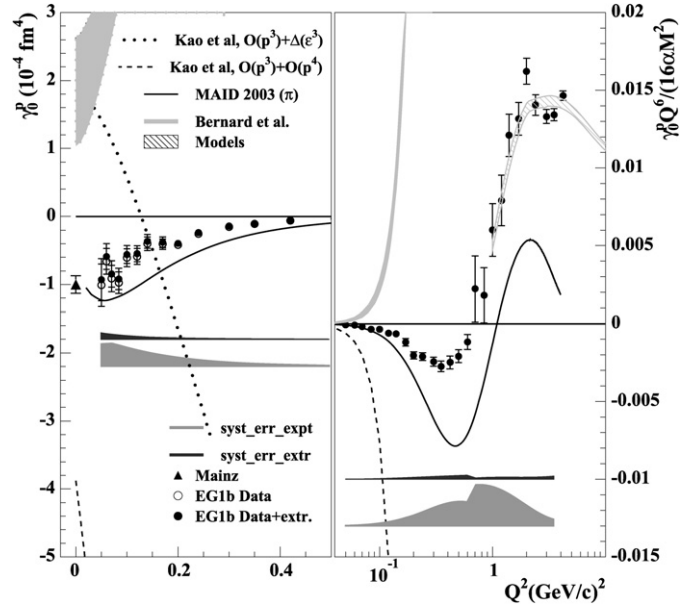 γ₀ᵖ (10⁻⁴ fm⁴)
3
2
1
0
-1
-2
-3
-4
-5
Kao et al, O(p³)+Δ(ε³)
Kao et al, O(p³)+O(p⁴)
MAID 2003 (π)
Bernard et al.
Models
syst_err_expt
syst_err_extr
Mainz
EG1b Data
EG1b Data+extr.
0
0.2
0.4
0.02
0.015
0.01
0.005
0
-0.005
-0.01
-0.015
γ₀ᵖQ⁶/(16αM²)
10⁻¹
1
Q²(GeV/c)²